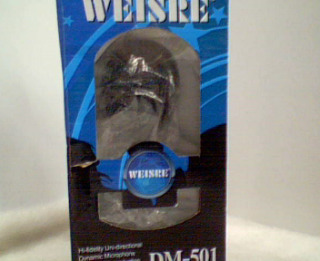 WEISRE
WEISRE
Hi-fidelity Uni-directional
Dynamic Microphone
DM-501